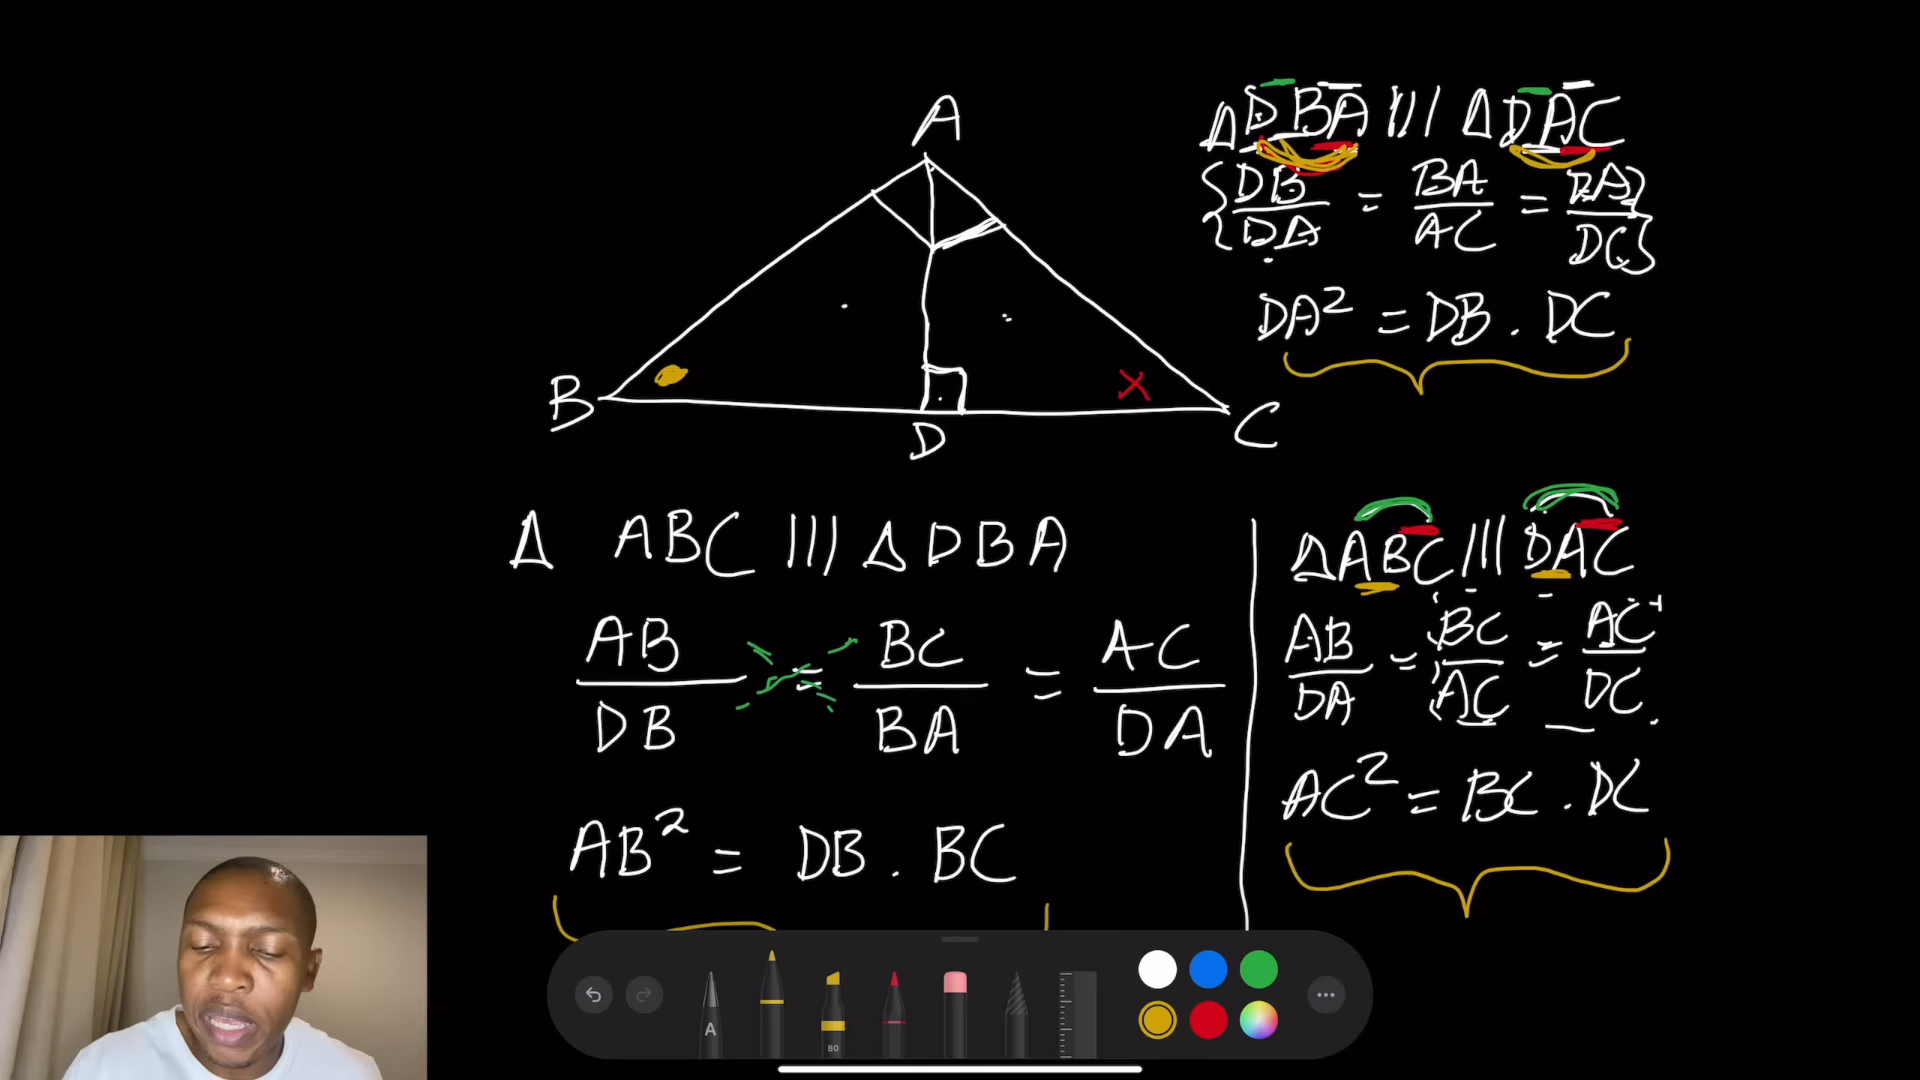 A
ΔDBA ||| ΔDAC
{DB/DA} = BA/AC = {BA/DC}
DA² = DB . DC
B
D
X
C
Δ ABC ||| ΔDBA
AB/DB = BC/BA = AC/DA
AB² = DB . BC
ΔABC ||| DAC
AB/DA = BC/AC = AC/DC
AC² = BC . DC
A
80